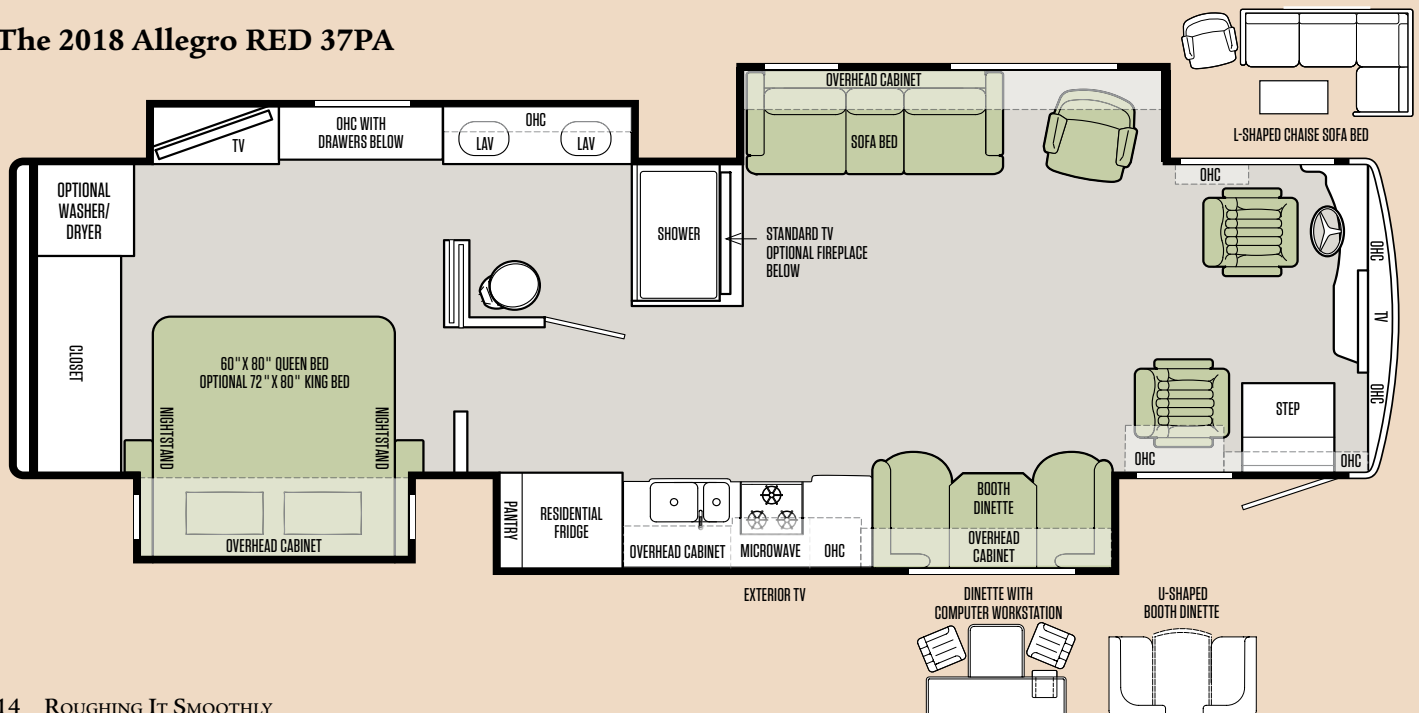 The 2018 Allegro RED 37PA
OVERHEAD CABINET
L-SHAPED CHAISE SOFA BED
TV
OHC WITH
DRAWERS BELOW
OHC
LAV
LAV
SOFA BED
OHC
OPTIONAL
WASHER/
DRYER
SHOWER
STANDARD TV
OPTIONAL FIREPLACE
BELOW
OHC
TV
OHC
CLOSET
60" X 80" QUEEN BED
OPTIONAL 72" X 80" KING BED
NIGHTSTAND
NIGHTSTAND
STEP
OHC
OHC
PANTRY
RESIDENTIAL
FRIDGE
BOOTH
DINETTE
OVERHEAD CABINET
OVERHEAD CABINET
MICROWAVE
OHC
OVERHEAD
CABINET
EXTERIOR TV
DINETTE WITH
COMPUTER WORKSTATION
U-SHAPED
BOOTH DINETTE
14 ROUGHING IT SMOOTHLY